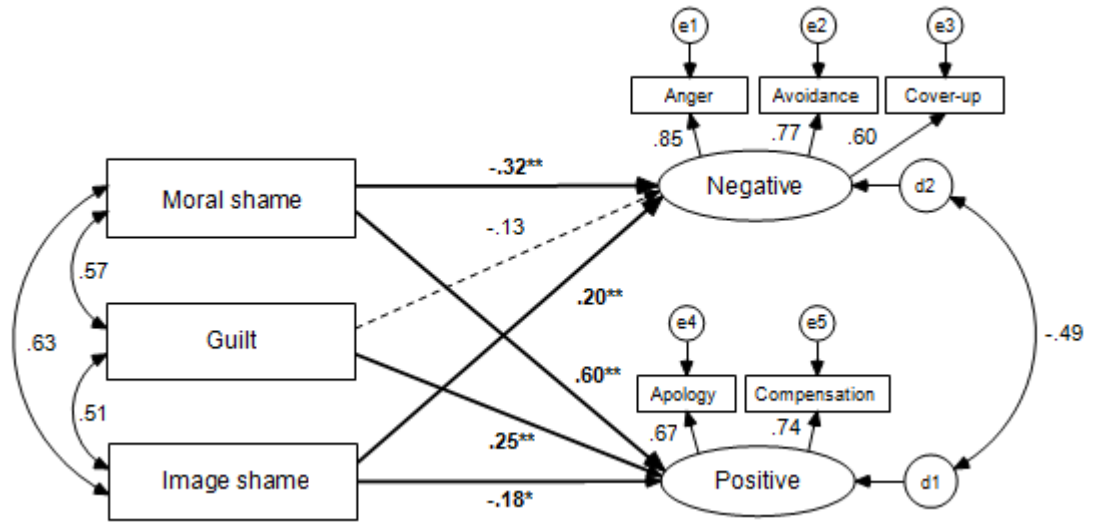 e1
e2
e3
Anger
Avoidance
Cover-up
.85
.77
.60
Moral shame
-.32**
Negative
d2
-.13
.57
.20**
.63
Guilt
e4
e5
-.49
.60**
Apology
Compensation
.51
.25**
.67
.74
Image shame
-.18*
Positive
d1